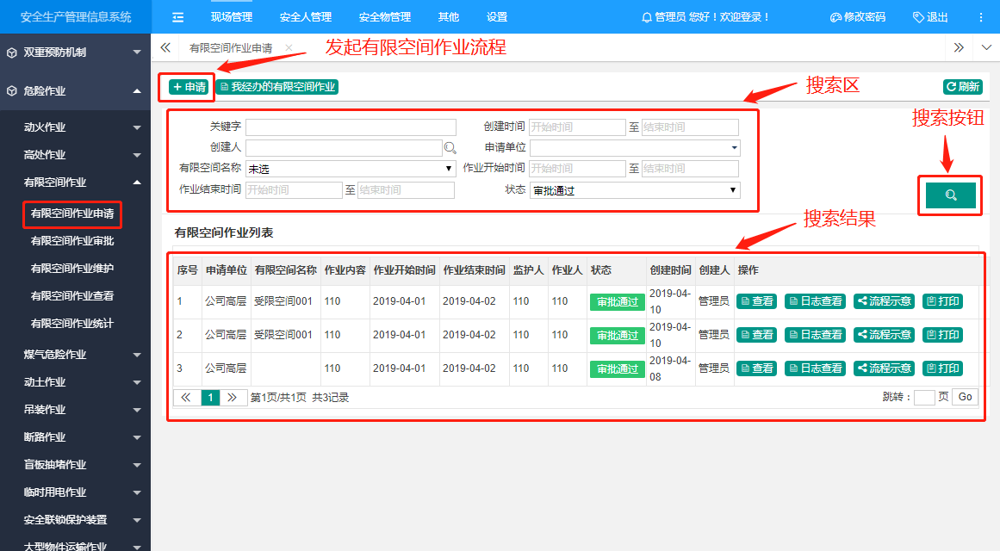 安全生产管理信息系统
现场管理 安全人管理 安全物管理 其他 设置
管理员 您好！欢迎登录！ 修改密码 退出
双重预防机制
危险作业
动火作业
高处作业
有限空间作业
有限空间作业申请
有限空间作业审批
有限空间作业维护
有限空间作业查看
有限空间作业统计
煤气危险作业
动土作业
吊装作业
断路作业
盲板抽堵作业
临时用电作业
安全联锁保护装置
大型物件运输作业
有限空间作业申请
发起有限空间作业流程
申请 我经办的有限空间作业 刷新
搜索区
搜索按钮
关键字 创建时间 开始时间 至 结束时间
创建人 申请单位
有限空间名称 未选 作业开始时间 开始时间 至 结束时间
作业结束时间 开始时间 至 结束时间 状态 审批通过
搜索结果
有限空间作业列表
序号 申请单位 有限空间名称 作业内容 作业开始时间 作业结束时间 监护人 作业人 状态 创建时间 创建人 操作
1 公司高层 受限空间001 110 2019-04-01 2019-04-02 110 110 审批通过 2019-04-10 管理员 查看 日志查看 流程示意 打印
2 公司高层 受限空间001 110 2019-04-01 2019-04-02 110 110 审批通过 2019-04-10 管理员 查看 日志查看 流程示意 打印
3 公司高层 110 2019-04-01 2019-04-02 110 110 审批通过 2019-04-08 管理员 查看 日志查看 流程示意 打印
1 第1页/共1页 共3记录 跳转： 页 Go